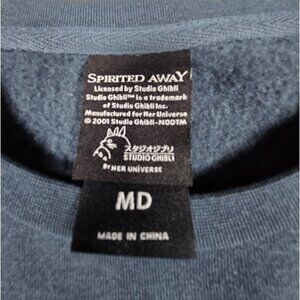 SPIRITED AWAY
Licensed by Studio Ghibli
Studio Ghibli™ is a trademark
of Studio Ghibli Inc.
Manufactured for Her Universe
© 2001 Studio Ghibli-NDDTM
スタジオジブリ
STUDIO GHIBLI
BY HER UNIVERSE
MD
MADE IN CHINA